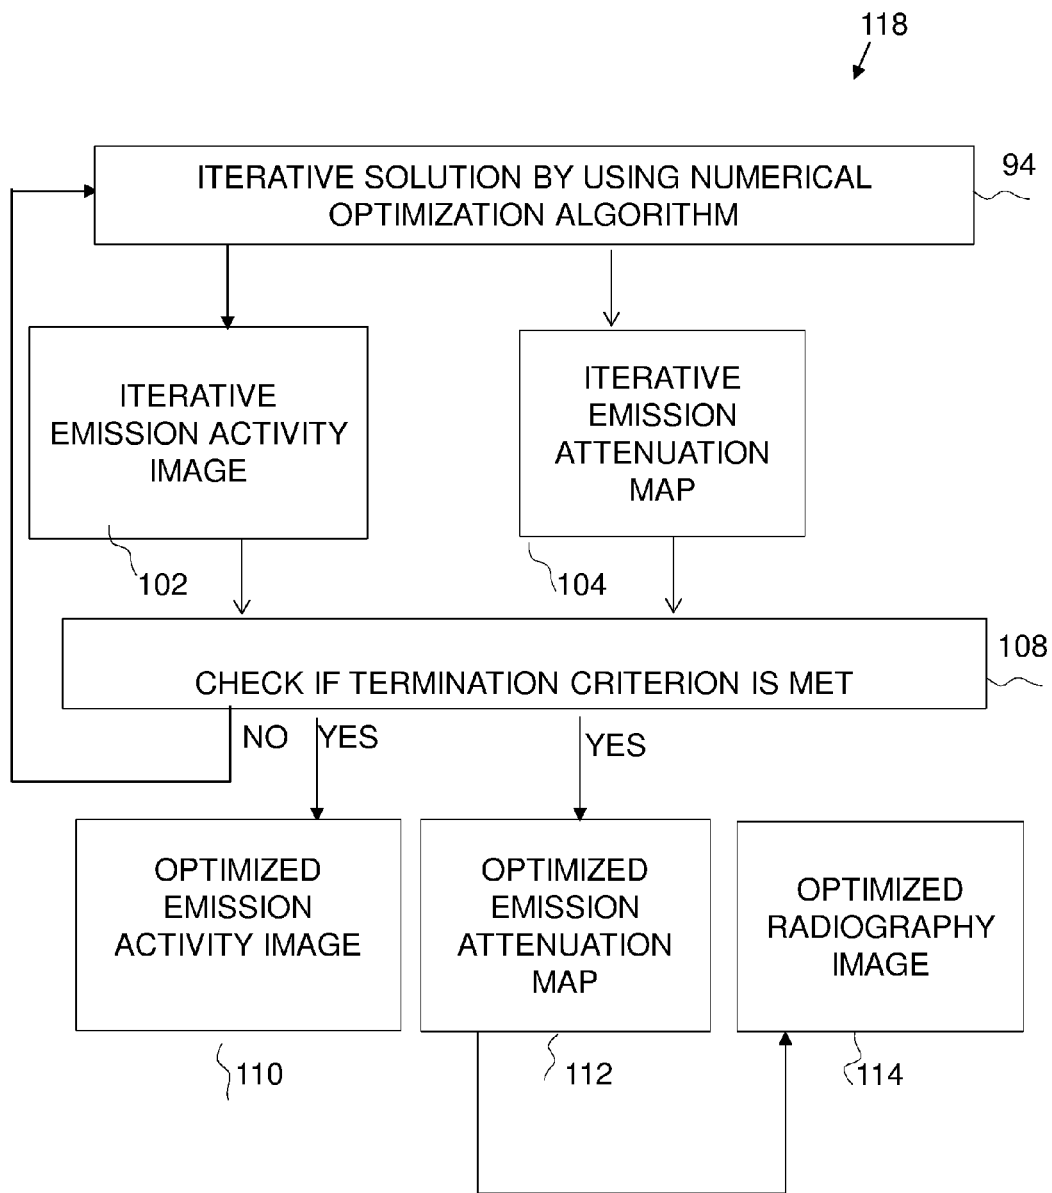 118
ITERATIVE SOLUTION BY USING NUMERICAL
OPTIMIZATION ALGORITHM
94
ITERATIVE
EMISSION ACTIVITY
IMAGE
102
ITERATIVE
EMISSION
ATTENUATION
MAP
104
CHECK IF TERMINATION CRITERION IS MET
108
NO YES
YES
OPTIMIZED
EMISSION
ACTIVITY IMAGE
110
OPTIMIZED
EMISSION
ATTENUATION
MAP
112
OPTIMIZED
RADIOGRAPHY
IMAGE
114